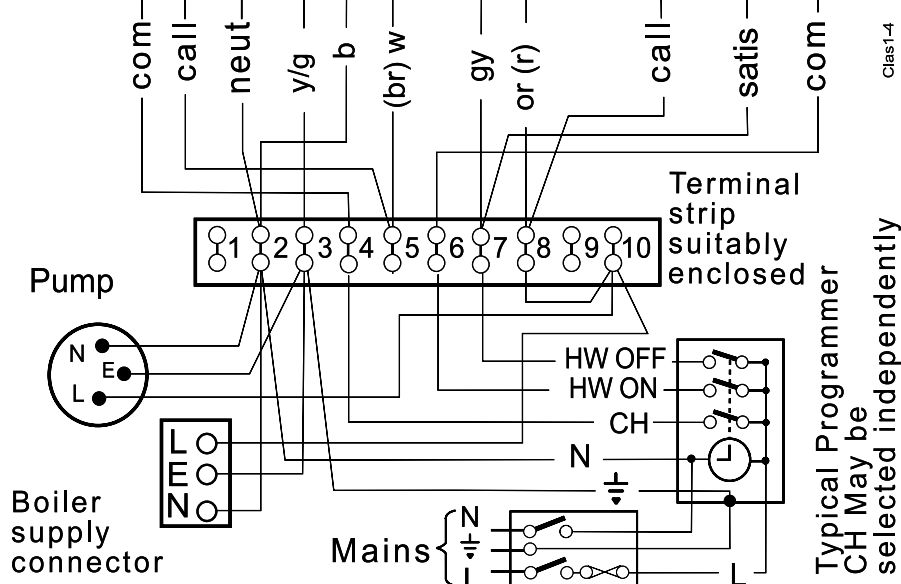 com
call
neut
y/g
b
(br) w
gy
or (r)
call
satis
com
Clas1-4
1 2 3 4 5 6 7 8 9 10
Terminal
strip
suitably
enclosed
Pump
N
E
L
HW OFF
HW ON
CH
N
L
E
N
Boiler
supply
connector
Mains
N
L
L
Typical Programmer
CH May be
selected independently